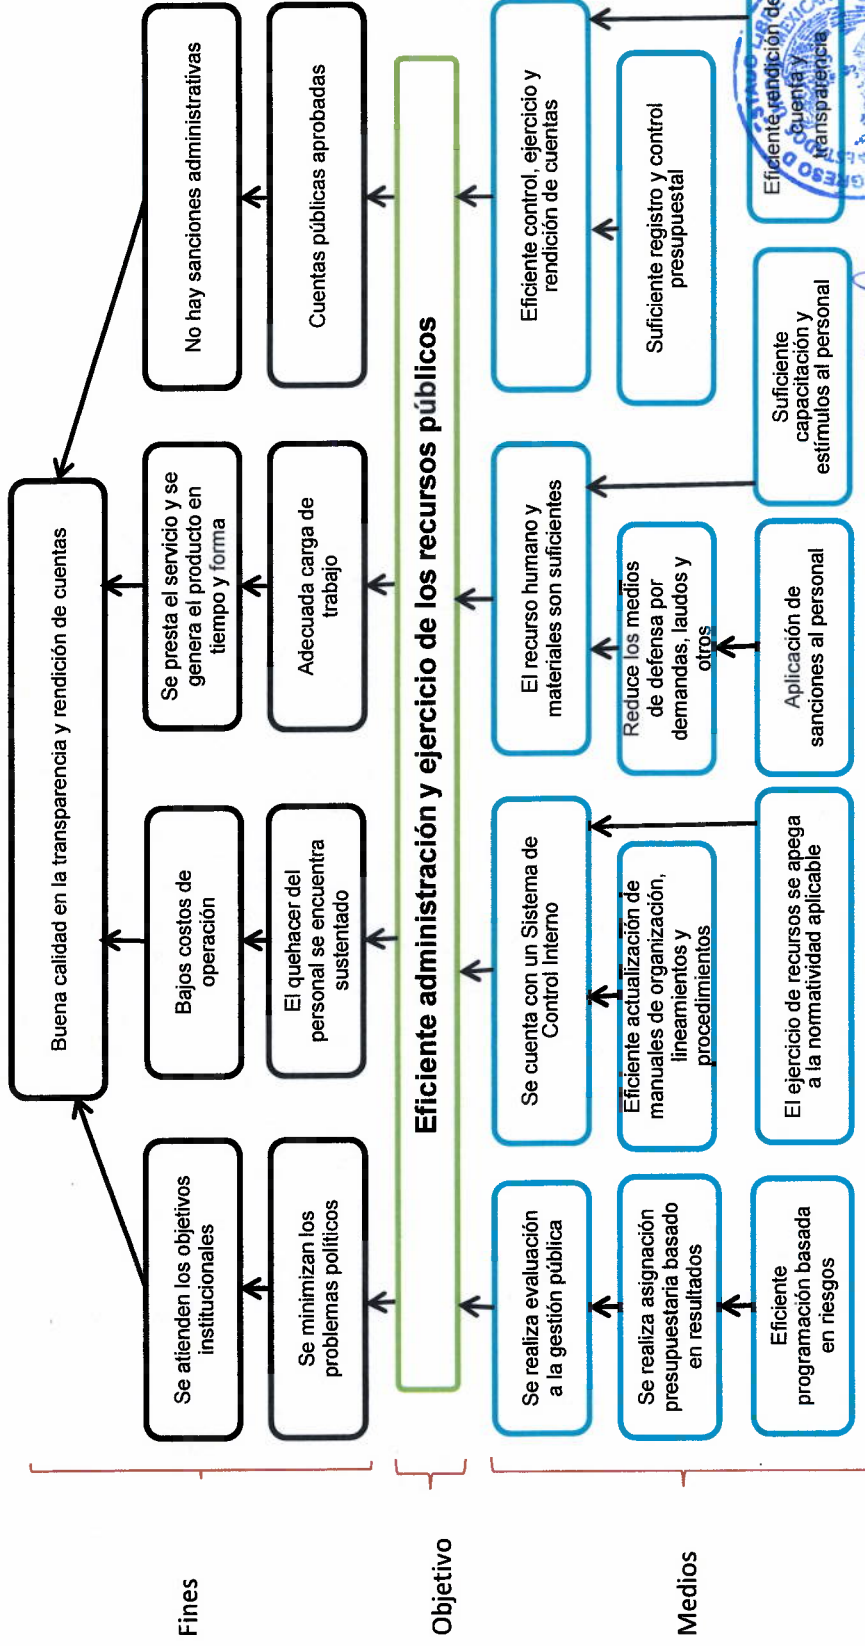 Fines
Buena calidad en la transparencia y rendición de cuentas
Se atienden los objetivos
institucionales
Bajos costos de
operación
Se presta el servicio y se
genera el producto en
tiempo y forma
No hay sanciones administrativas
Se minimizan los
problemas políticos
El quehacer del
personal se encuentra
sustentado
Adecuada carga de
trabajo
Cuentas públicas aprobadas
Objetivo
Eficiente administración y ejercicio de los recursos públicos
Medios
Se realiza evaluación
a la gestión pública
Se cuenta con un Sistema de
Control Interno
El recurso humano y
materiales son suficientes
Eficiente control, ejercicio y
rendición de cuentas
Se realiza asignación
presupuestaria basado
en resultados
Eficiente actualización de
manuales de organización,
lineamientos y
procedimientos
Reduce los medios
de defensa por
demandas, laudos y
otros
Suficiente registro y control
presupuestal
Eficiente
programación basada
en riesgos
El ejercicio de recursos se apega
a la normatividad aplicable
Aplicación de
sanciones al personal
Suficiente
capacitación y
estímulos al personal
Eficiente rendición de
cuenta y
transparencia